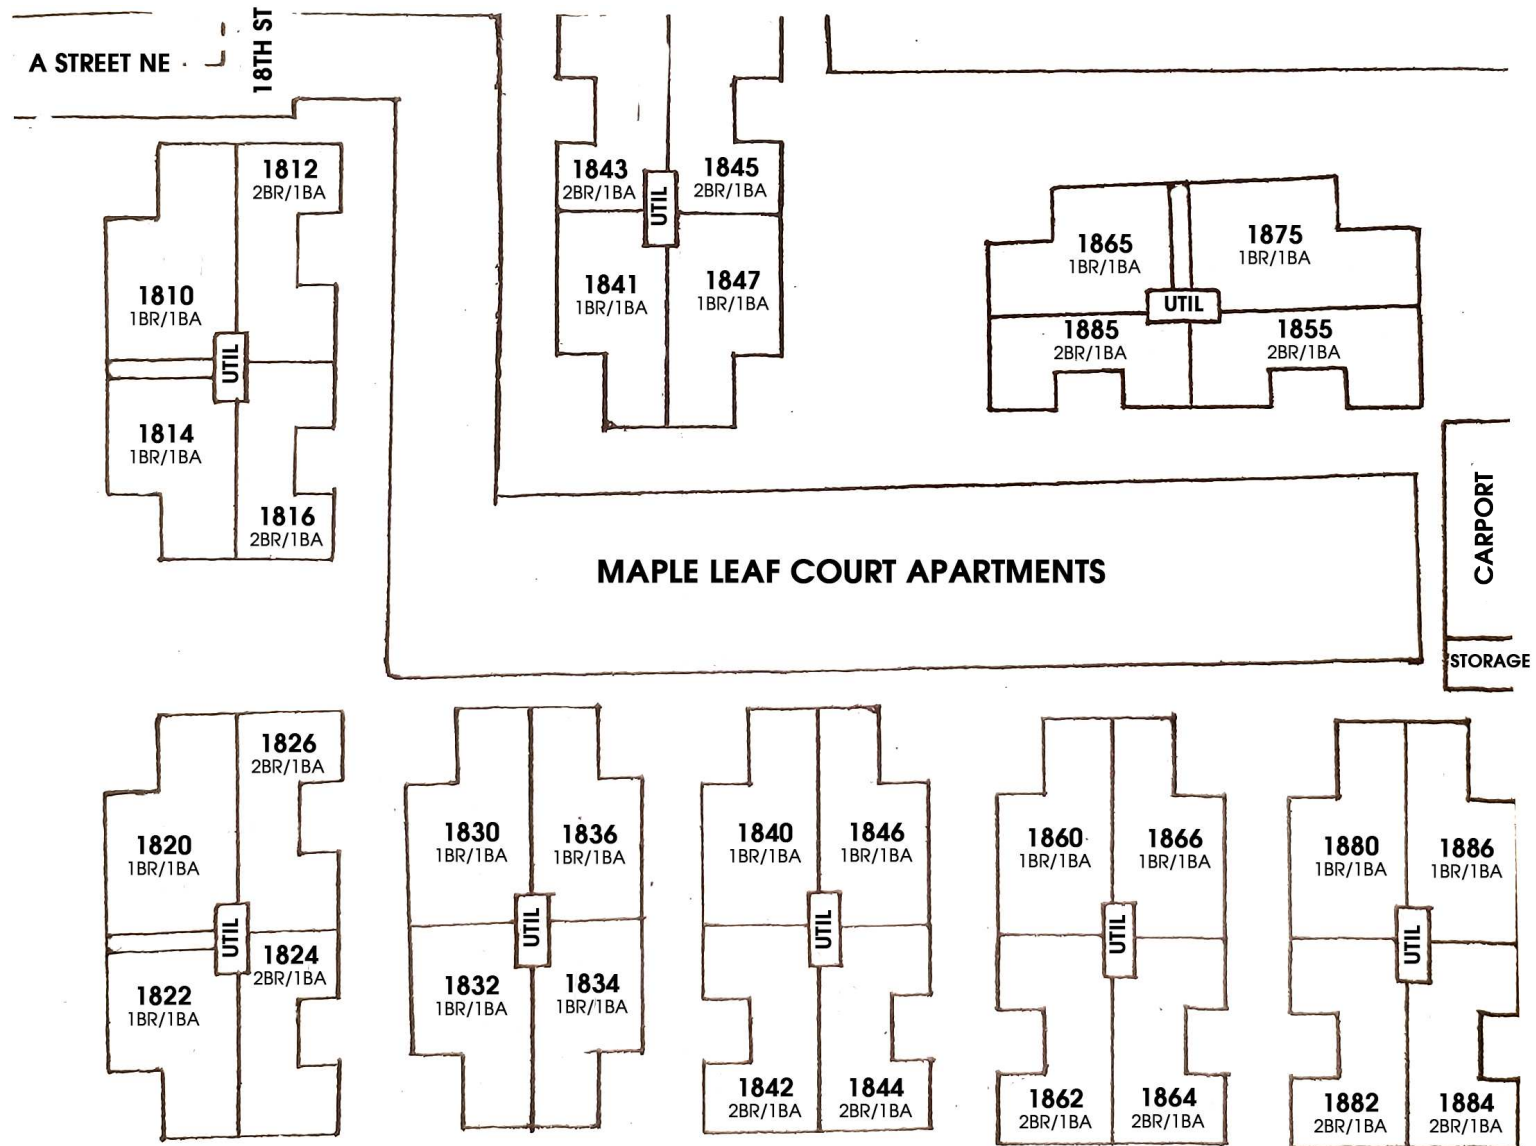 A STREET NE
18TH ST
1812
2BR/1BA
1810
1BR/1BA
UTIL
1814
1BR/1BA
1816
2BR/1BA
1843
2BR/1BA
1845
2BR/1BA
UTIL
1841
1BR/1BA
1847
1BR/1BA
1865
1BR/1BA
1875
1BR/1BA
UTIL
1885
2BR/1BA
1855
2BR/1BA
CARPORT
STORAGE
MAPLE LEAF COURT APARTMENTS
1826
2BR/1BA
1820
1BR/1BA
UTIL
1824
2BR/1BA
1822
1BR/1BA
1830
1BR/1BA
1836
1BR/1BA
UTIL
1832
1BR/1BA
1834
1BR/1BA
1840
1BR/1BA
1846
1BR/1BA
UTIL
1842
2BR/1BA
1844
2BR/1BA
1860
1BR/1BA
1866
1BR/1BA
UTIL
1862
2BR/1BA
1864
2BR/1BA
1880
1BR/1BA
1886
1BR/1BA
UTIL
1882
2BR/1BA
1884
2BR/1BA